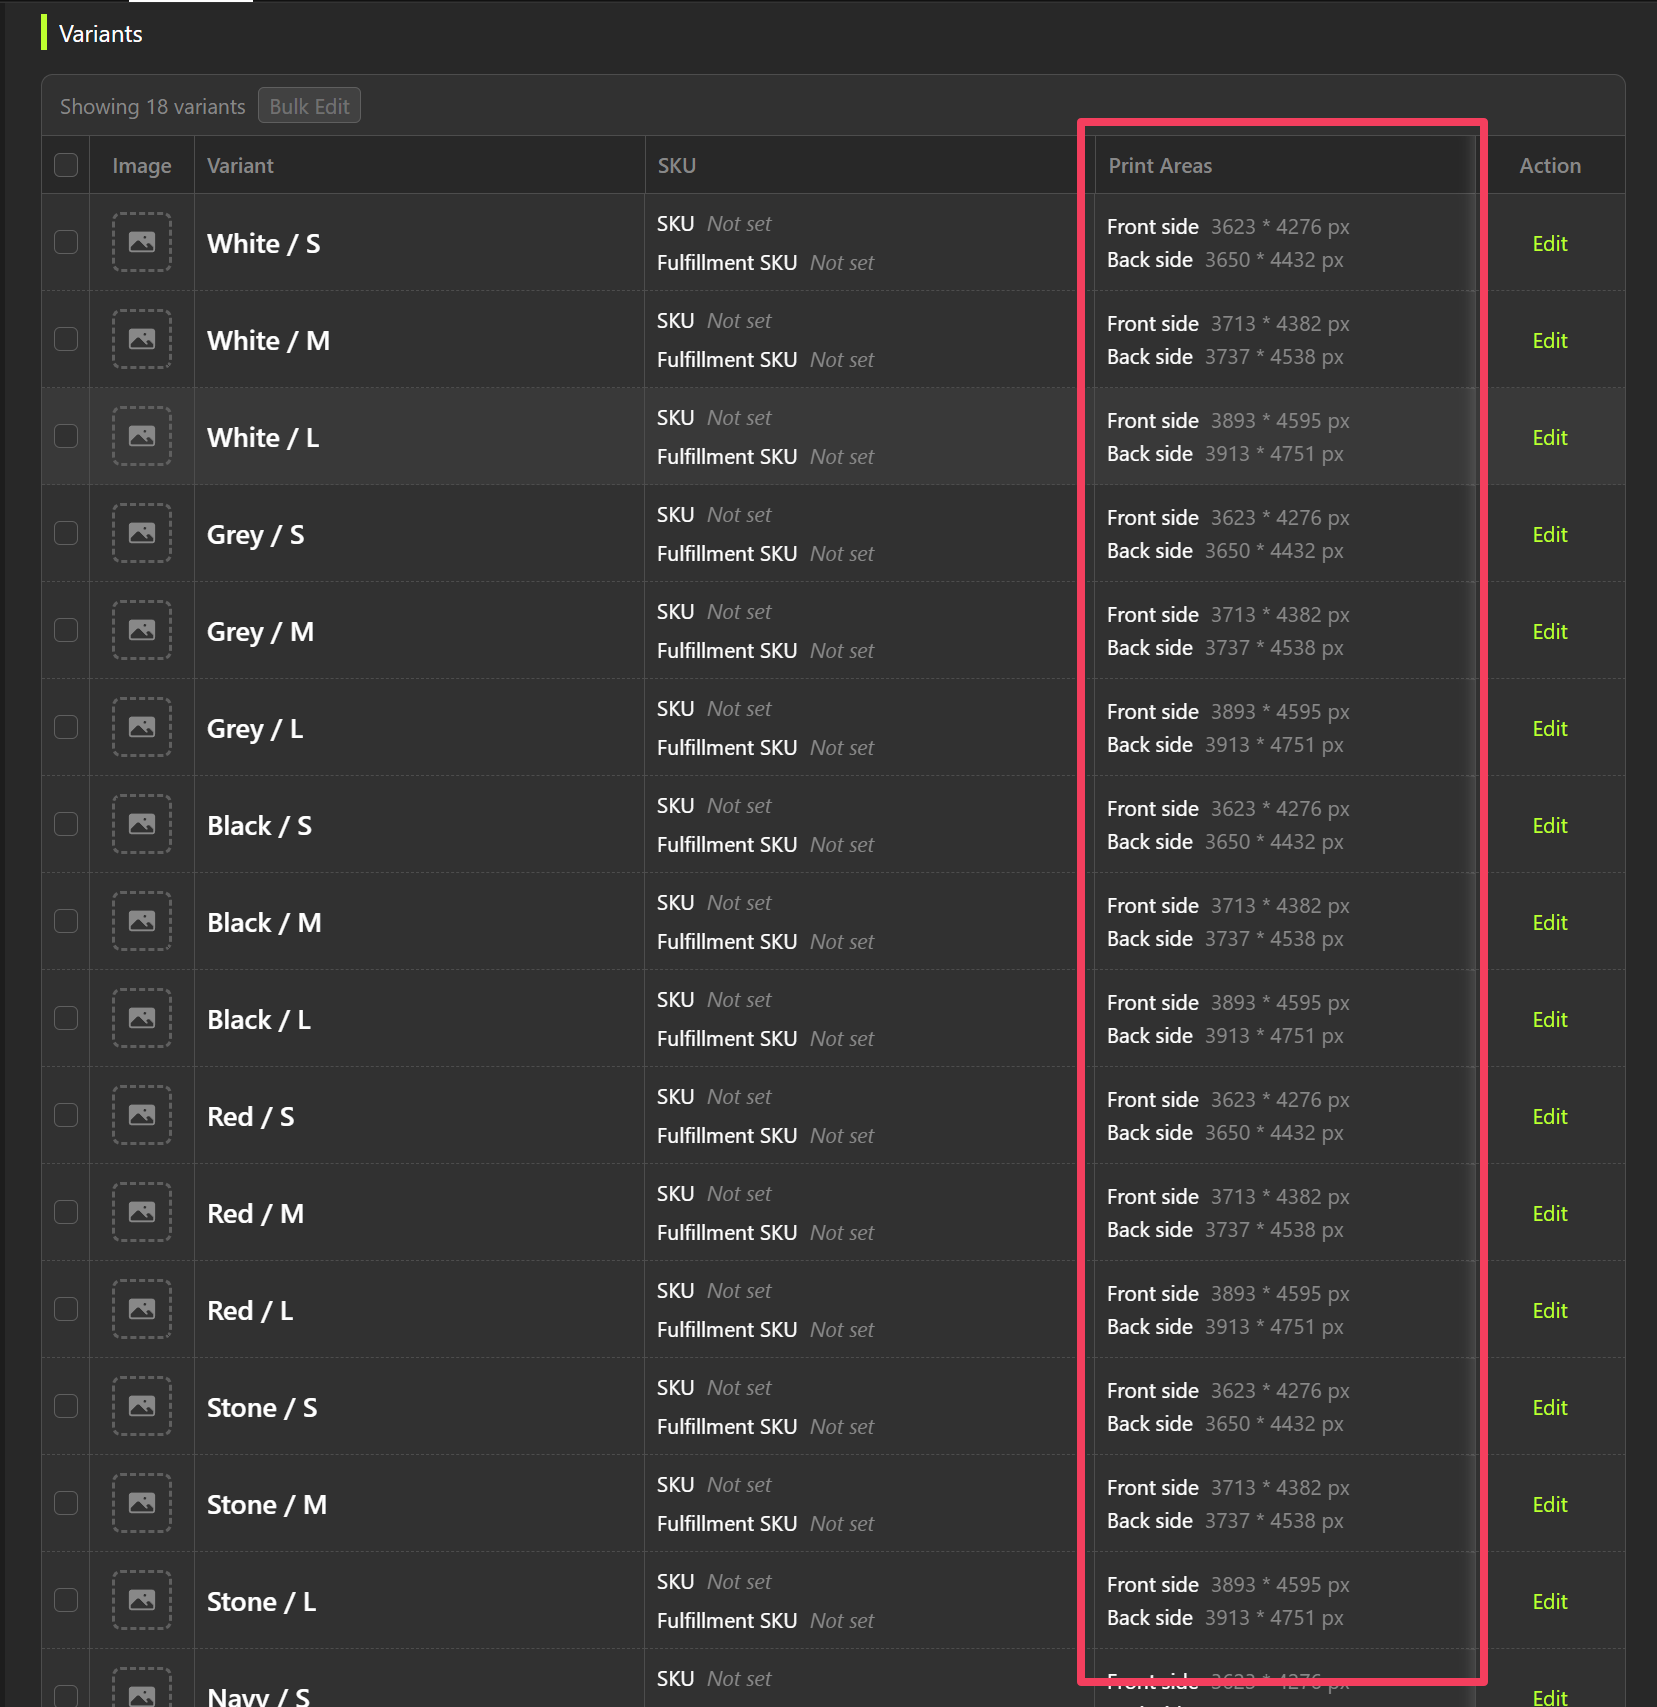 Variants
Showing 18 variants Bulk Edit
Image Variant SKU Print Areas Action
White / S SKU Not set Fulfillment SKU Not set Front side 3623 * 4276 px Back side 3650 * 4432 px Edit
White / M SKU Not set Fulfillment SKU Not set Front side 3713 * 4382 px Back side 3737 * 4538 px Edit
White / L SKU Not set Fulfillment SKU Not set Front side 3893 * 4595 px Back side 3913 * 4751 px Edit
Grey / S SKU Not set Fulfillment SKU Not set Front side 3623 * 4276 px Back side 3650 * 4432 px Edit
Grey / M SKU Not set Fulfillment SKU Not set Front side 3713 * 4382 px Back side 3737 * 4538 px Edit
Grey / L SKU Not set Fulfillment SKU Not set Front side 3893 * 4595 px Back side 3913 * 4751 px Edit
Black / S SKU Not set Fulfillment SKU Not set Front side 3623 * 4276 px Back side 3650 * 4432 px Edit
Black / M SKU Not set Fulfillment SKU Not set Front side 3713 * 4382 px Back side 3737 * 4538 px Edit
Black / L SKU Not set Fulfillment SKU Not set Front side 3893 * 4595 px Back side 3913 * 4751 px Edit
Red / S SKU Not set Fulfillment SKU Not set Front side 3623 * 4276 px Back side 3650 * 4432 px Edit
Red / M SKU Not set Fulfillment SKU Not set Front side 3713 * 4382 px Back side 3737 * 4538 px Edit
Red / L SKU Not set Fulfillment SKU Not set Front side 3893 * 4595 px Back side 3913 * 4751 px Edit
Stone / S SKU Not set Fulfillment SKU Not set Front side 3623 * 4276 px Back side 3650 * 4432 px Edit
Stone / M SKU Not set Fulfillment SKU Not set Front side 3713 * 4382 px Back side 3737 * 4538 px Edit
Stone / L SKU Not set Fulfillment SKU Not set Front side 3893 * 4595 px Back side 3913 * 4751 px Edit
Navy / S SKU Not set Front side 3623 * 4276 px Edit